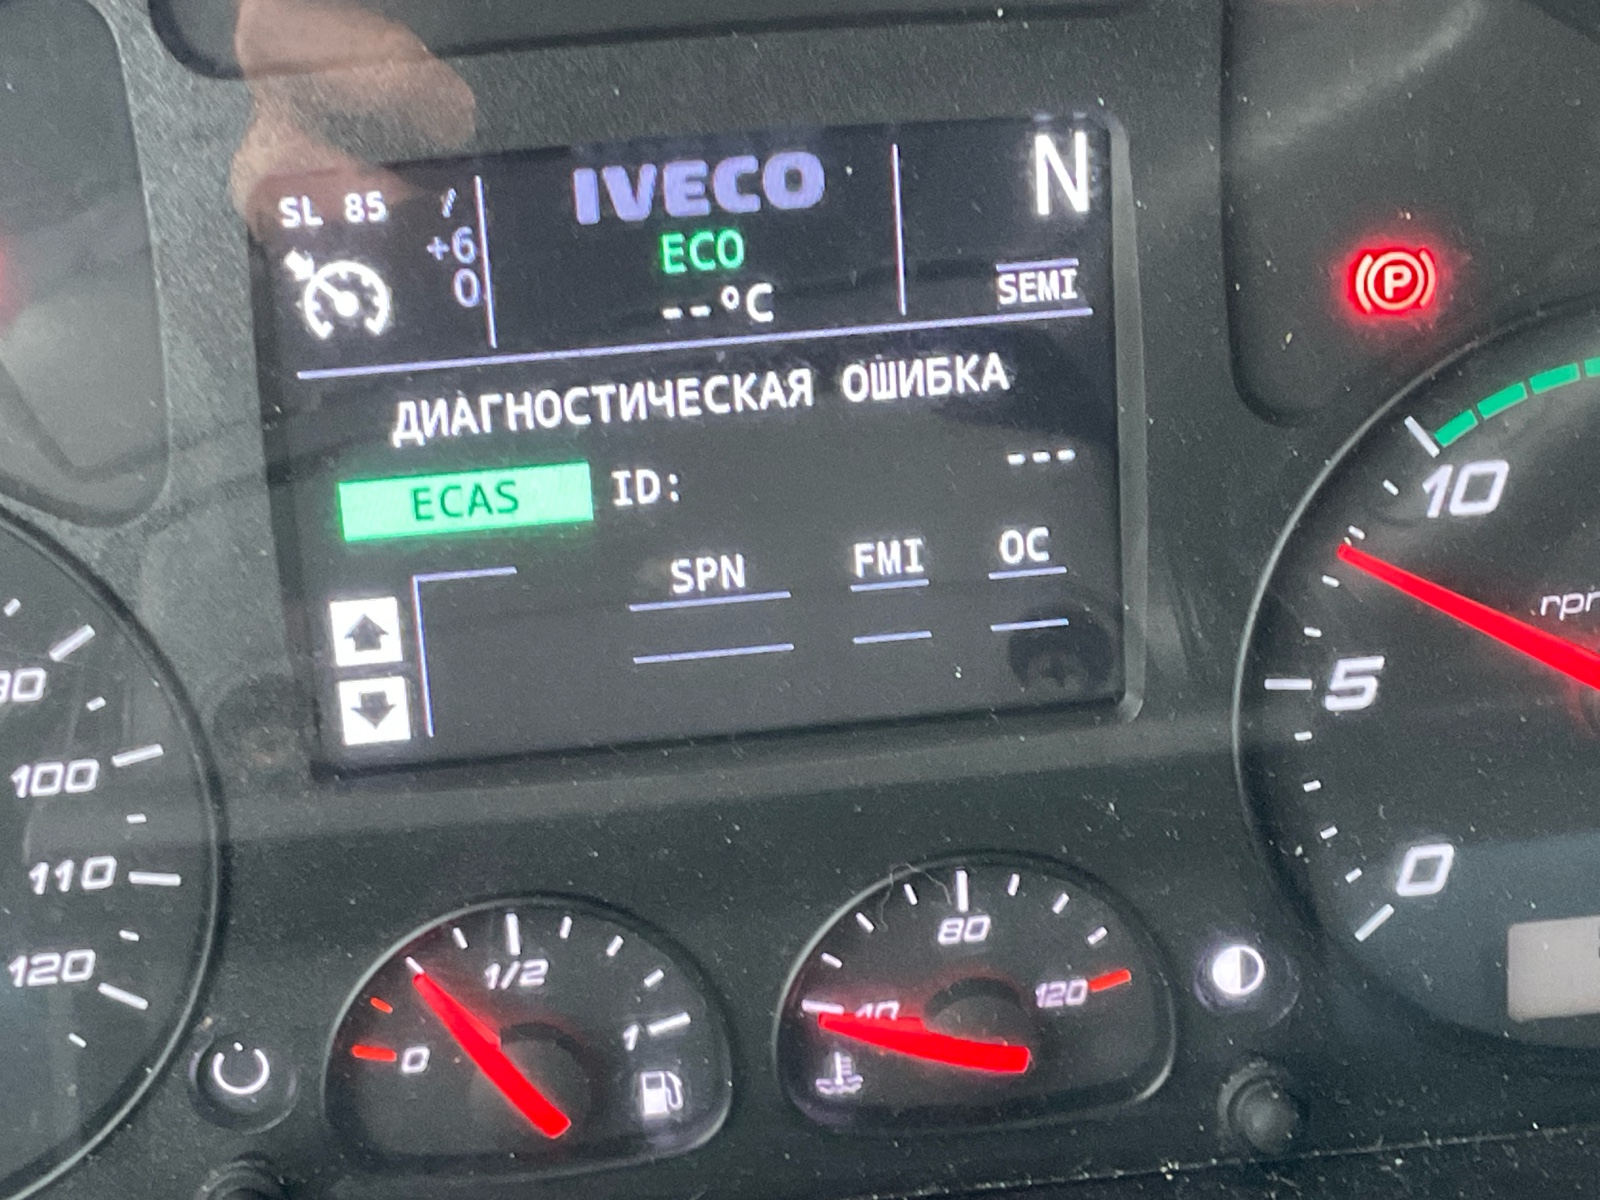 SL 85
+6
0
IVECO
ECO
--°C
N
SEMI
ДИАГНОСТИЧЕСКАЯ ОШИБКА
ECAS ID: ---
SPN FMI OC
P
10
5
0
100
110
120
0 1/2 1
40 80 120